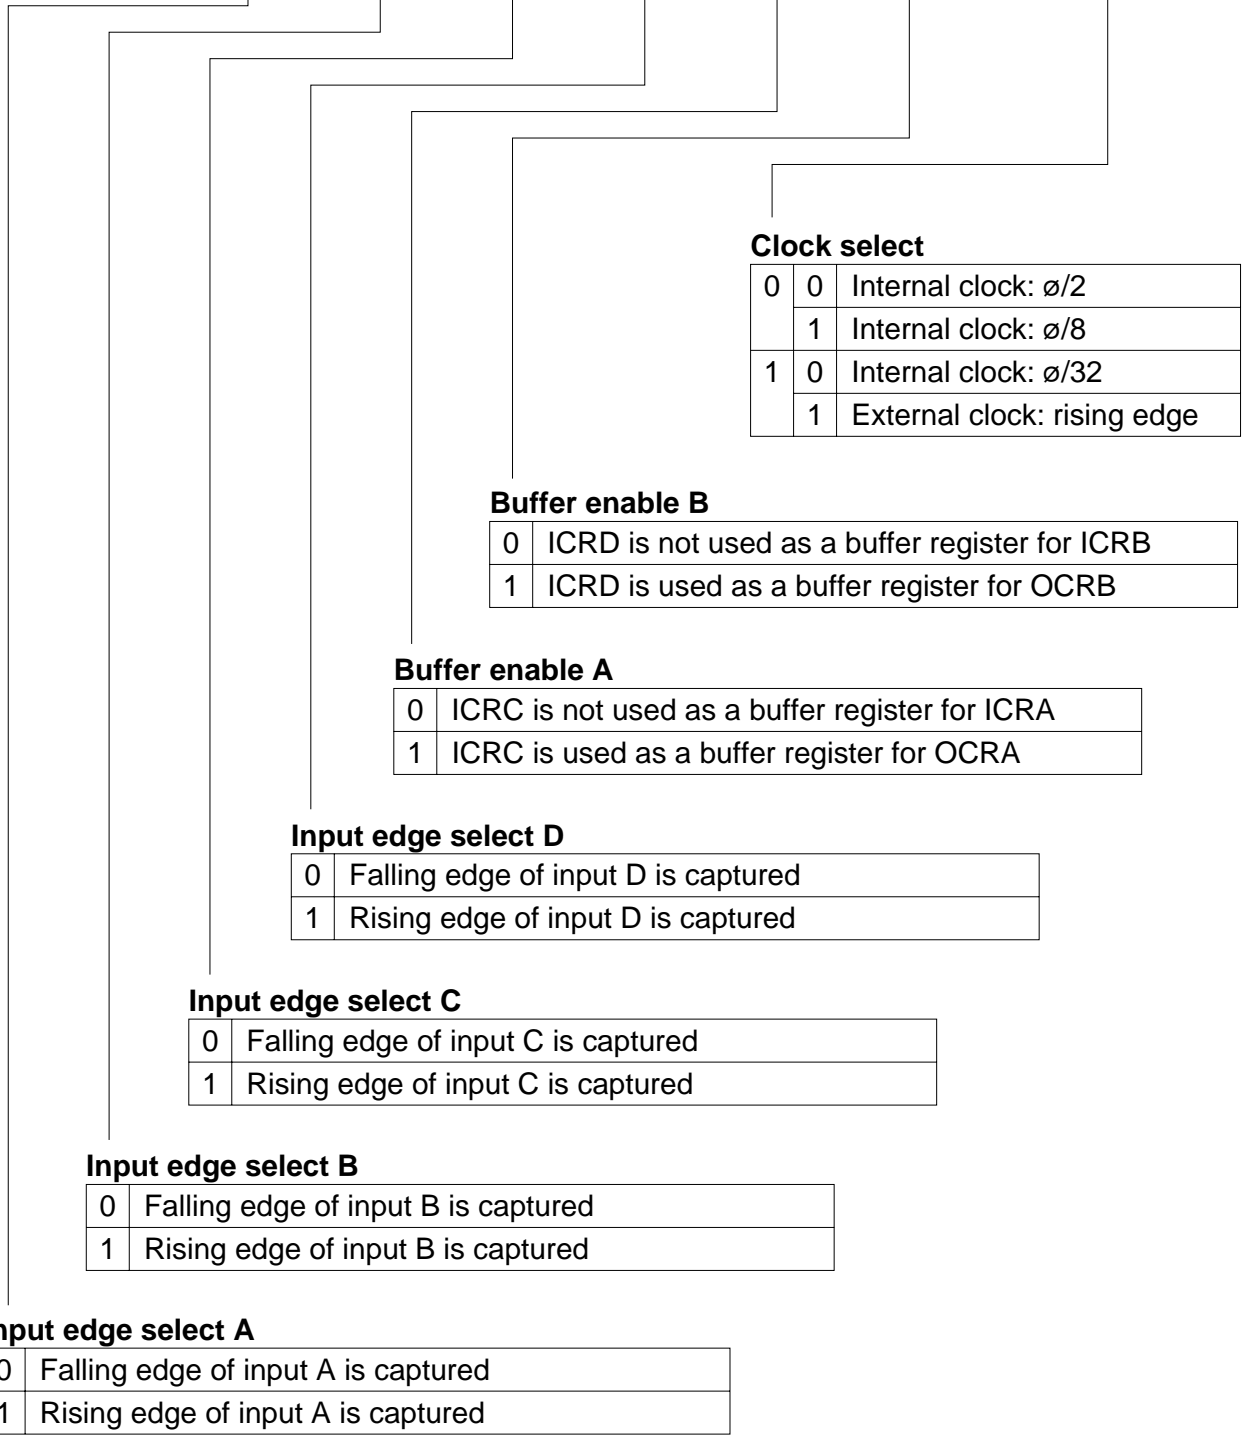 Clock select
0 0 Internal clock: ø/2
1 Internal clock: ø/8
1 0 Internal clock: ø/32
1 External clock: rising edge
Buffer enable B
0 ICRD is not used as a buffer register for ICRB
1 ICRD is used as a buffer register for OCRB
Buffer enable A
0 ICRC is not used as a buffer register for ICRA
1 ICRC is used as a buffer register for OCRA
Input edge select D
0 Falling edge of input D is captured
1 Rising edge of input D is captured
Input edge select C
0 Falling edge of input C is captured
1 Rising edge of input C is captured
Input edge select B
0 Falling edge of input B is captured
1 Rising edge of input B is captured
nput edge select A
0 Falling edge of input A is captured
1 Rising edge of input A is captured